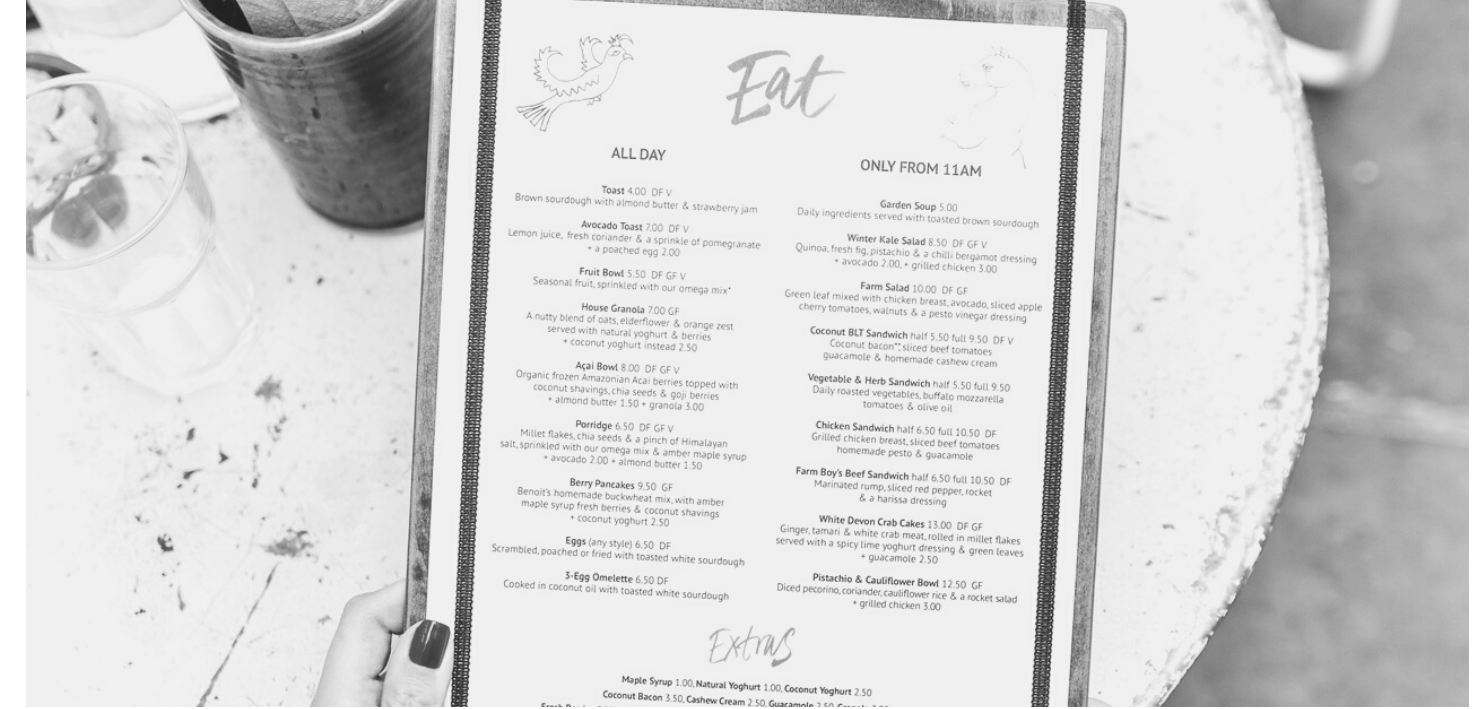 Eat
ALL DAY
Toast 4.00 DF V
Brown sourdough with almond butter & strawberry jam
Avocado Toast 7.00 DF V
Lemon juice, fresh coriander & a sprinkle of pomegranate
+ a poached egg 2.00
Fruit Bowl 5.50 DF GF V
Seasonal fruit, sprinkled with our omega mix*
House Granola 7.00 GF
A nutty blend of oats, elderflower & orange zest
served with natural yoghurt & berries
+ coconut yoghurt instead 2.50
Açai Bowl 8.00 DF GF V
Organic frozen Amazonian Acai berries topped with
coconut shavings, chia seeds & goji berries
+ almond butter 1.50 + granola 3.00
Porridge 6.50 DF GF V
Millet flakes, chia seeds & a pinch of Himalayan
salt, sprinkled with our omega mix & amber maple syrup
+ avocado 2.00 + almond butter 1.50
Berry Pancakes 9.50 GF
Benoit's homemade buckwheat mix, with amber
maple syrup fresh berries & coconut shavings
+ coconut yoghurt 2.50
Eggs (any style) 6.50 DF
Scrambled, poached or fried with toasted white sourdough
3-Egg Omelette 6.50 DF
Cooked in coconut oil with toasted white sourdough
ONLY FROM 11AM
Garden Soup 5.00
Daily ingredients served with toasted brown sourdough
Winter Kale Salad 8.50 DF GF V
Quinoa, fresh fig, pistachio & a chilli bergamot dressing
+ avocado 2.00, + grilled chicken 3.00
Farm Salad 10.00 DF GF
Green leaf mixed with chicken breast, avocado, sliced apple
cherry tomatoes, walnuts & a pesto vinegar dressing
Coconut BLT Sandwich half 5.50 full 9.50 DF V
Coconut bacon**, sliced beef tomatoes
guacamole & homemade cashew cream
Vegetable & Herb Sandwich half 5.50 full 9.50
Daily roasted vegetables, buffalo mozzarella
tomatoes & olive oil
Chicken Sandwich half 6.50 full 10.50 DF
Grilled chicken breast, sliced beef tomatoes
homemade pesto & guacamole
Farm Boy's Beef Sandwich half 6.50 full 10.50 DF
Marinated rump, sliced red pepper, rocket
& a harissa dressing
White Devon Crab Cakes 13.00 DF GF
Ginger, tamari & white crab meat, rolled in millet flakes
served with a spicy lime yoghurt dressing & green leaves
+ guacamole 2.50
Pistachio & Cauliflower Bowl 12.50 GF
Diced pecorino, coriander, cauliflower rice & a rocket salad
+ grilled chicken 3.00
Extras
Maple Syrup 1.00, Natural Yoghurt 1.00, Coconut Yoghurt 2.50
Coconut Bacon 3.50, Cashew Cream 2.50, Guacamole 2.50,